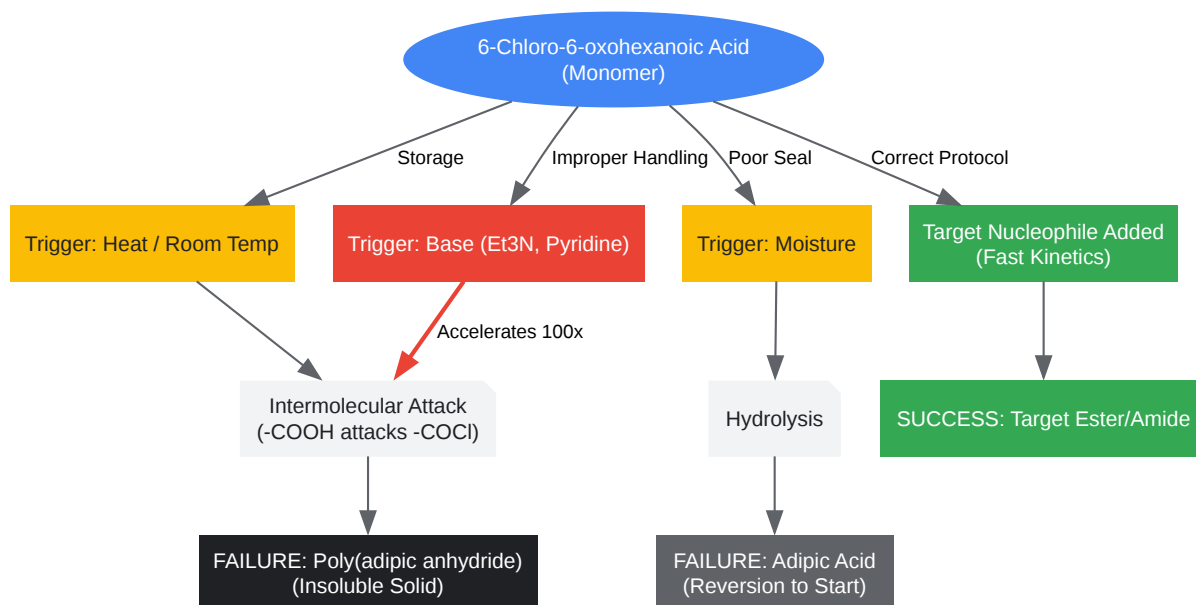 6-Chloro-6-oxohexanoic Acid
(Monomer)
Storage
Improper Handling
Poor Seal
Correct Protocol
Trigger: Heat / Room Temp
Trigger: Base (Et3N, Pyridine)
Trigger: Moisture
Target Nucleophile Added
(Fast Kinetics)
Accelerates 100x
Intermolecular Attack
(-COOH attacks -COCl)
Hydrolysis
SUCCESS: Target Ester/Amide
FAILURE: Poly(adipic anhydride)
(Insoluble Solid)
FAILURE: Adipic Acid
(Reversion to Start)